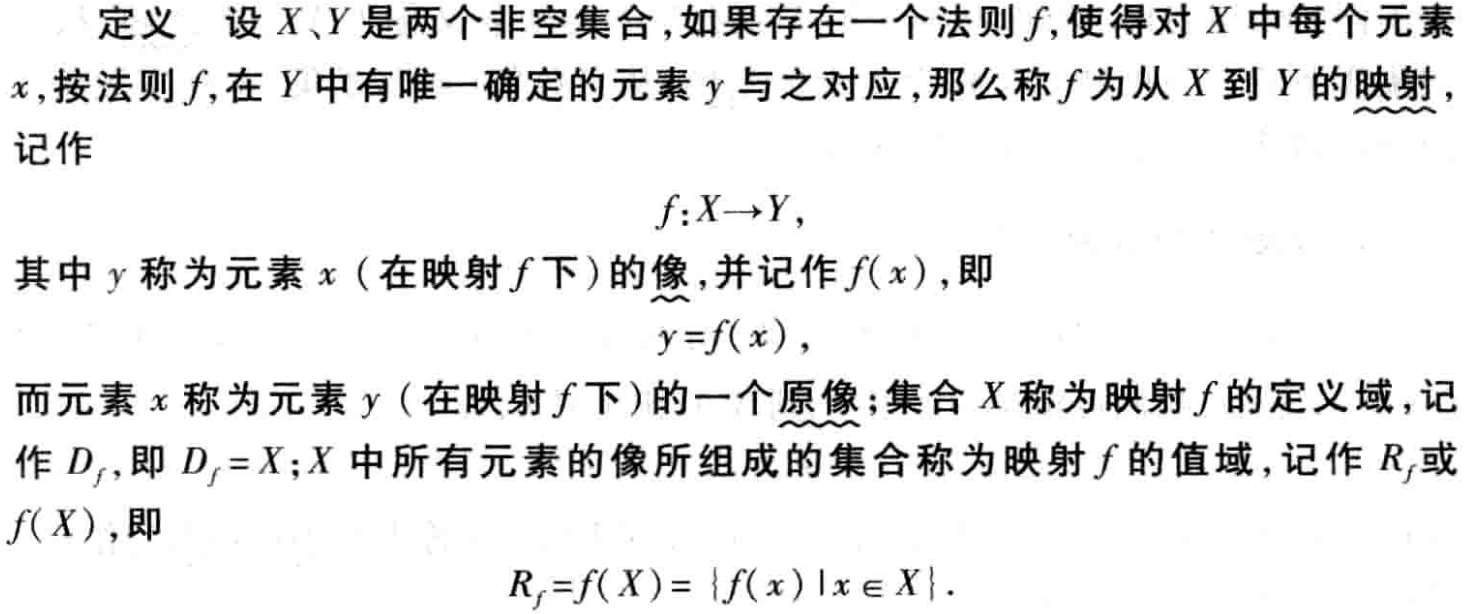 定义 设 X、Y 是两个非空集合,如果存在一个法则 f,使得对 X 中每个元素
x,按法则 f,在 Y 中有唯一确定的元素 y 与之对应,那么称 f 为从 X 到 Y 的映射,
记作
f:X→Y,
其中 y 称为元素 x (在映射 f 下)的像,并记作 f(x),即
y=f(x),
而元素 x 称为元素 y (在映射 f 下)的一个原像;集合 X 称为映射 f 的定义域,记
作 D_f,即 D_f=X;X 中所有元素的像所组成的集合称为映射 f 的值域,记作 R_f或
f(X),即
R_f=f(X)={f(x)|x∈X}.